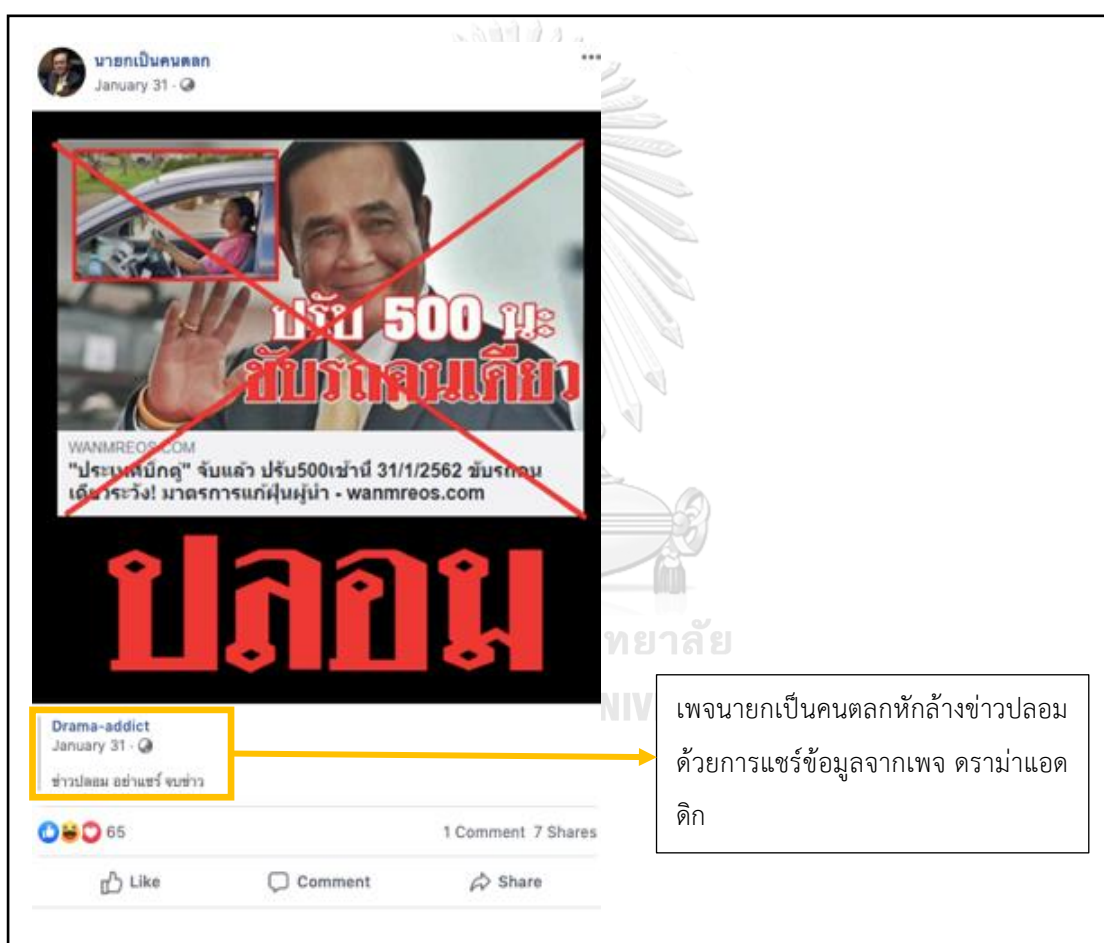 นายกเป็นคนตลก
January 31
ปรับ 500 นะ
ขับรถคนเดียว
WANMREOS.COM
"ประเทศบิ๊กตู่" จับแล้ว ปรับ500เช้านี้ 31/1/2562 ขับรถคน
เดียวระวัง! มาตรการแก้ฝุ่นผู้นำ - wanmreos.com
ปลอม
ทยาลัย
NIV
Drama-addict
January 31
ข่าวปลอม อย่าแชร์ จบข่าว
เพจนายกเป็นคนตลกหักล้างข่าวปลอม
ด้วยการแชร์ข้อมูลจากเพจ ดราม่าแอด
ดิก
65
1 Comment 7 Shares
Like Comment Share